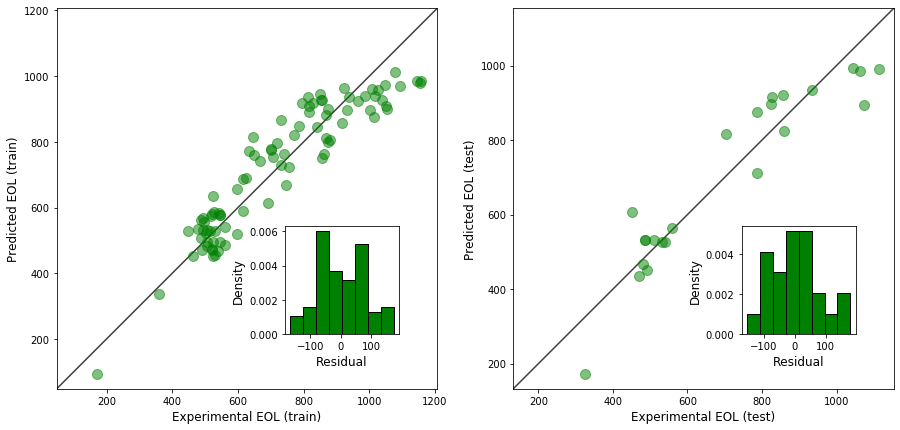 1200
1000
800
600
400
200
200 400 600 800 1000 1200
Predicted EOL (train)
Experimental EOL (train)
0.006
0.004
0.002
0.000
−100 0 100
Density
Residual
1000
800
600
400
200
200 400 600 800 1000
Predicted EOL (test)
Experimental EOL (test)
0.004
0.002
0.000
−100 0 100
Density
Residual